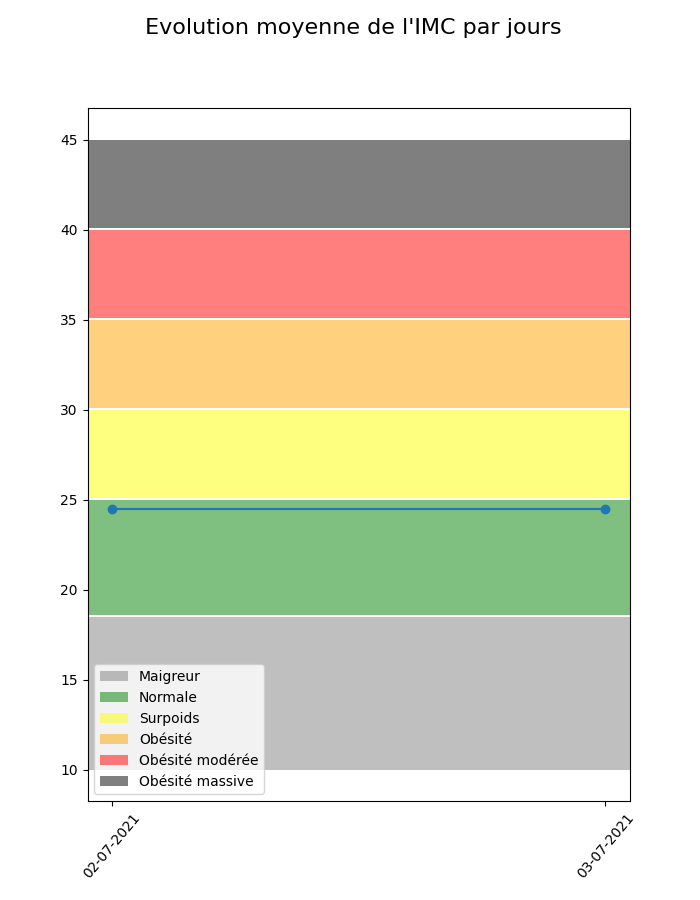 Evolution moyenne de l'IMC par jours
45
40
35
30
25
20
15
10
Maigreur
Normale
Surpoids
Obésité
Obésité modérée
Obésité massive
02-07-2021
03-07-2021